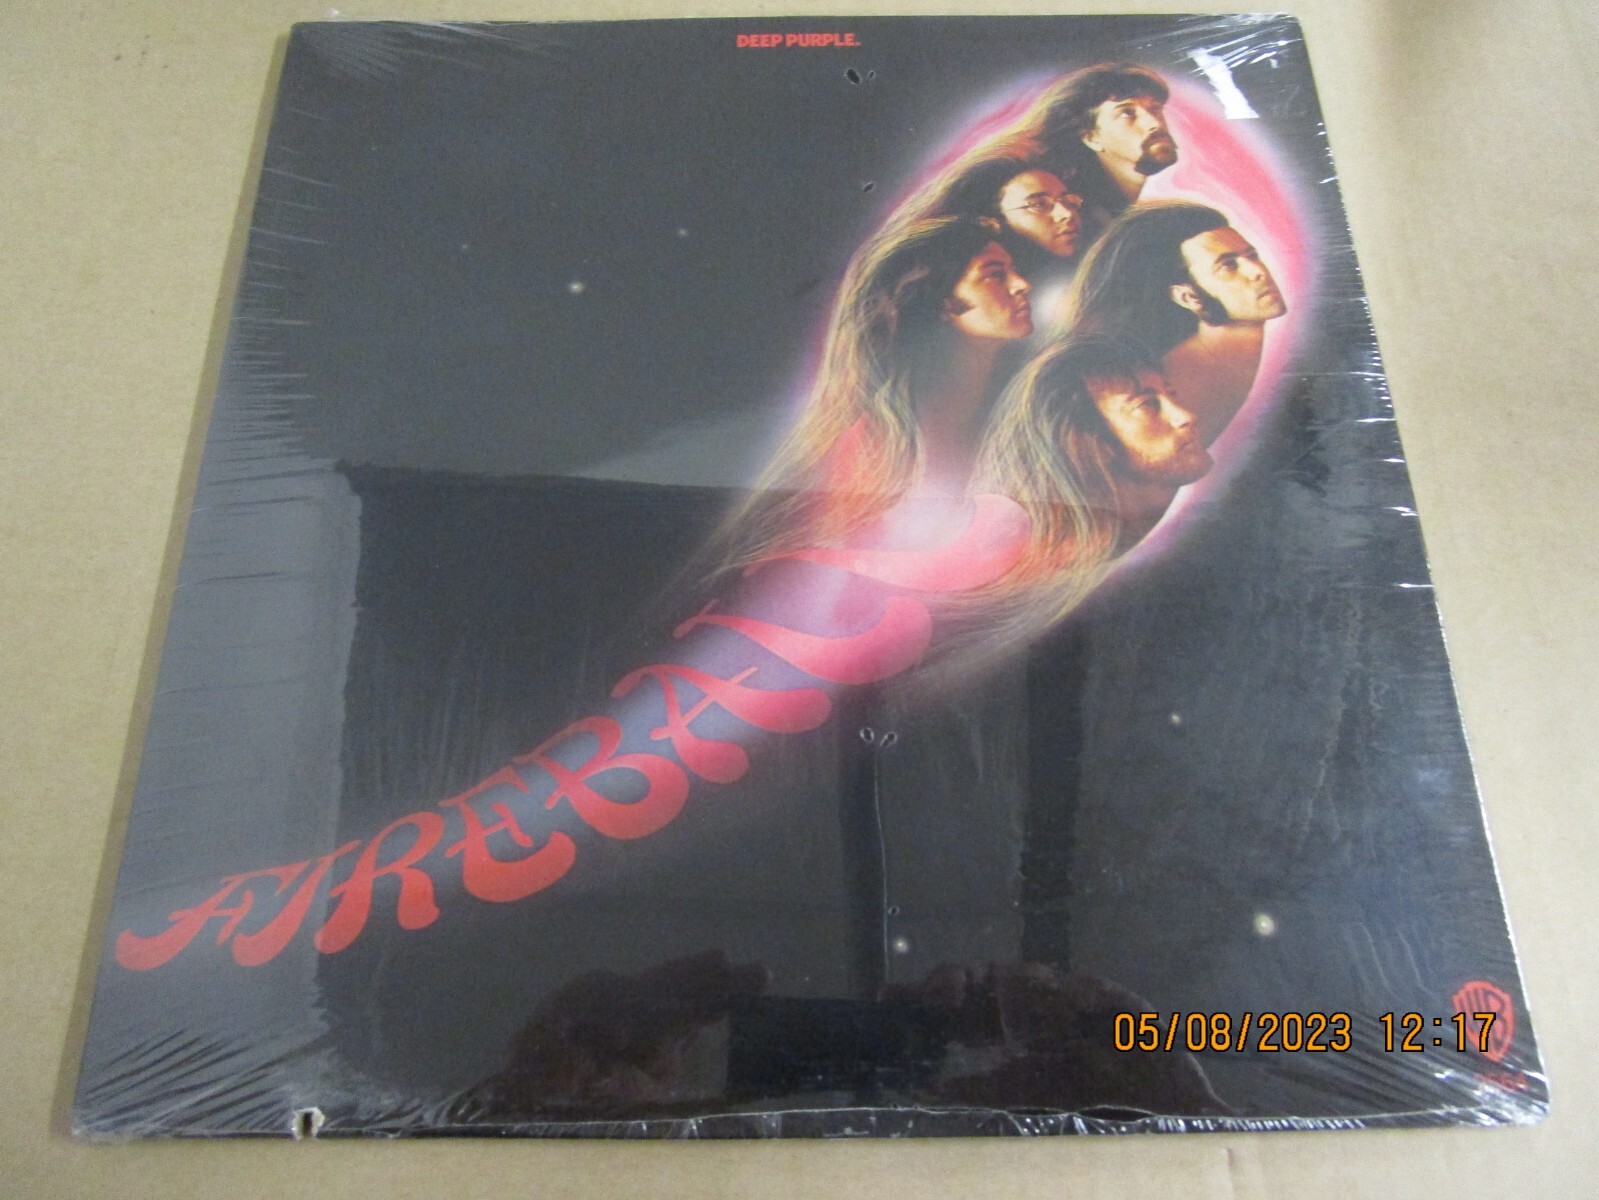 DEEP PURPLE.
FIREBALL
WB
05/08/2023 12:17